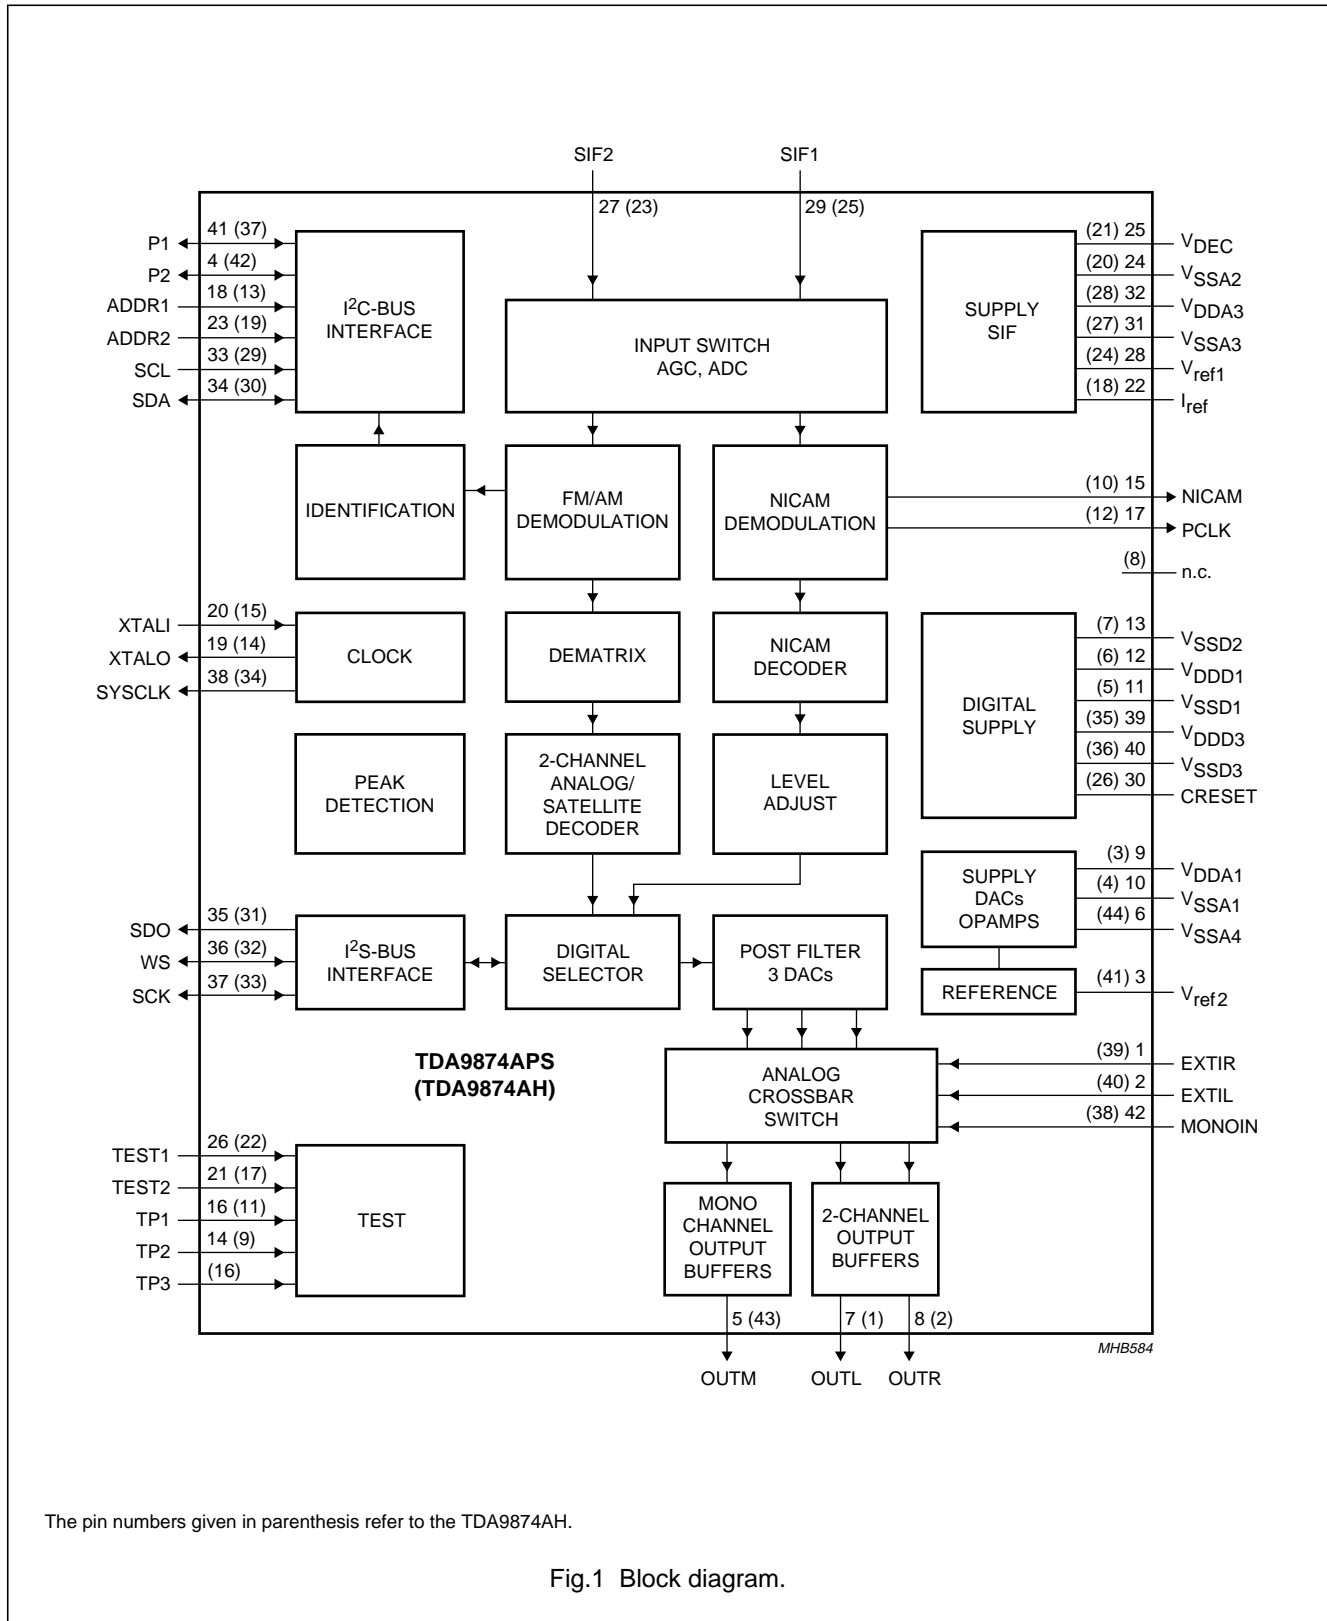 SIF2
SIF1
27 (23)
29 (25)
P1
41 (37)
P2
4 (42)
ADDR1
18 (13)
ADDR2
23 (19)
SCL
33 (29)
SDA
34 (30)
I2C-BUS
INTERFACE
INPUT SWITCH
AGC, ADC
SUPPLY
SIF
(21) 25
VDEC
(20) 24
VSSA2
(28) 32
VDDA3
(27) 31
VSSA3
(24) 28
Vref1
(18) 22
Iref
IDENTIFICATION
FM/AM
DEMODULATION
NICAM
DEMODULATION
(10) 15
NICAM
(12) 17
PCLK
(8)
n.c.
XTALI
20 (15)
XTALO
19 (14)
SYSCLK
38 (34)
CLOCK
DEMATRIX
NICAM
DECODER
DIGITAL
SUPPLY
(7) 13
VSSD2
(6) 12
VDDD1
(5) 11
VSSD1
(35) 39
VDDD3
(36) 40
VSSD3
(26) 30
CRESET
PEAK
DETECTION
2-CHANNEL
ANALOG/
SATELLITE
DECODER
LEVEL
ADJUST
SUPPLY
DACs
OPAMPS
(3) 9
VDDA1
(4) 10
VSSA1
(44) 6
VSSA4
SDO
35 (31)
WS
36 (32)
SCK
37 (33)
I2S-BUS
INTERFACE
DIGITAL
SELECTOR
POST FILTER
3 DACs
REFERENCE
(41) 3
Vref2
TDA9874APS
(TDA9874AH)
ANALOG
CROSSBAR
SWITCH
(39) 1
EXTIR
(40) 2
EXTIL
(38) 42
MONOIN
TEST1
26 (22)
TEST2
21 (17)
TP1
16 (11)
TP2
14 (9)
TP3
(16)
TEST
MONO
CHANNEL
OUTPUT
BUFFERS
2-CHANNEL
OUTPUT
BUFFERS
5 (43)
7 (1)
8 (2)
MHB584
OUTM
OUTL
OUTR
The pin numbers given in parenthesis refer to the TDA9874AH.
Fig.1 Block diagram.